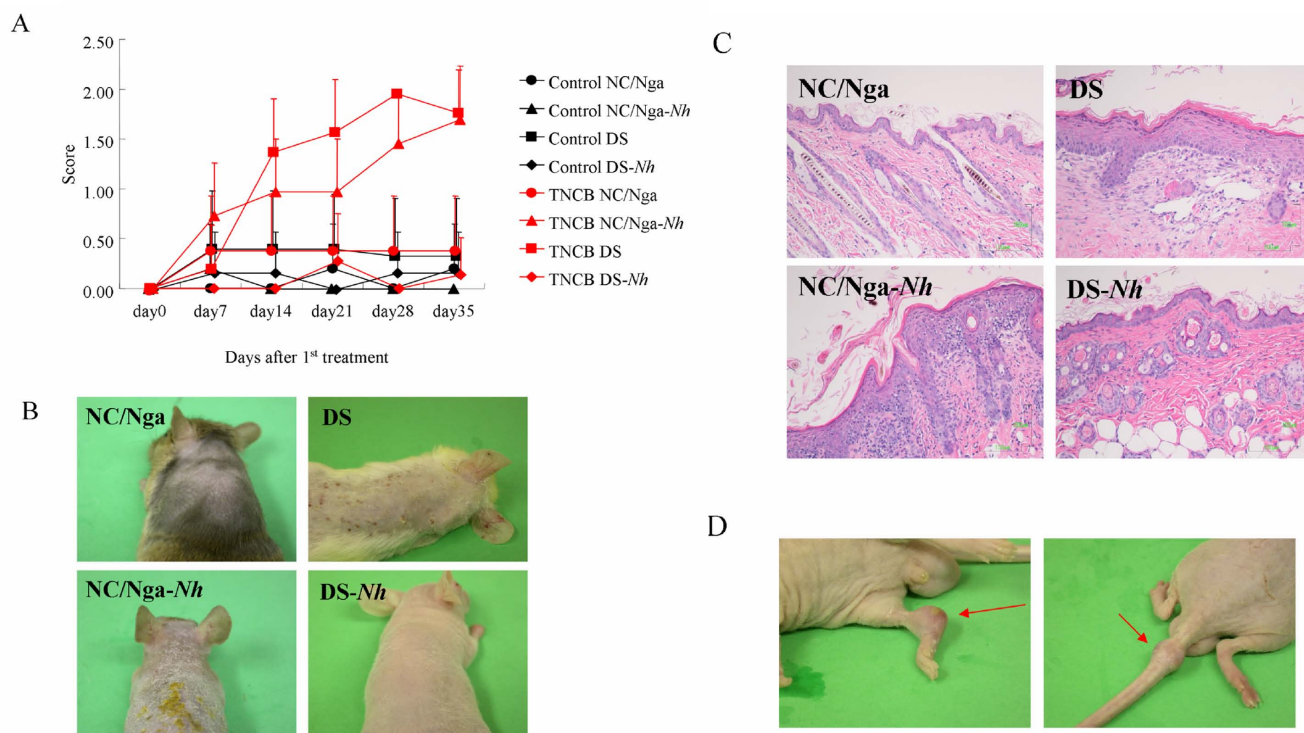 A
2.50
2.00
1.50
1.00
0.50
0.00
Score
day0 day7 day14 day21 day28 day35
Days after 1st treatment
Control NC/Nga
Control NC/Nga-Nh
Control DS
Control DS-Nh
TNCB NC/Nga
TNCB NC/Nga-Nh
TNCB DS
TNCB DS-Nh
B
NC/Nga
DS
NC/Nga-Nh
DS-Nh
C
NC/Nga
DS
NC/Nga-Nh
DS-Nh
D